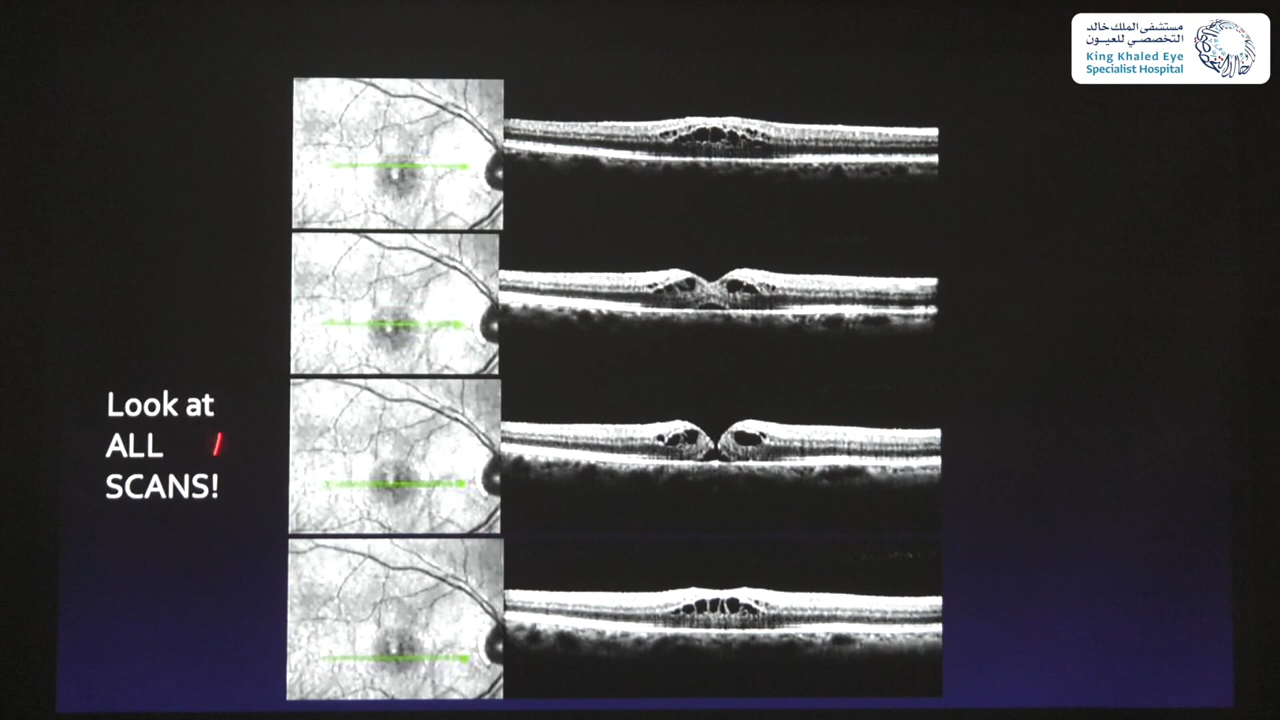 مستشفى الملك خالد
التخصصي للعيون
King Khaled Eye
Specialist Hospital
Look at
ALL
SCANS!